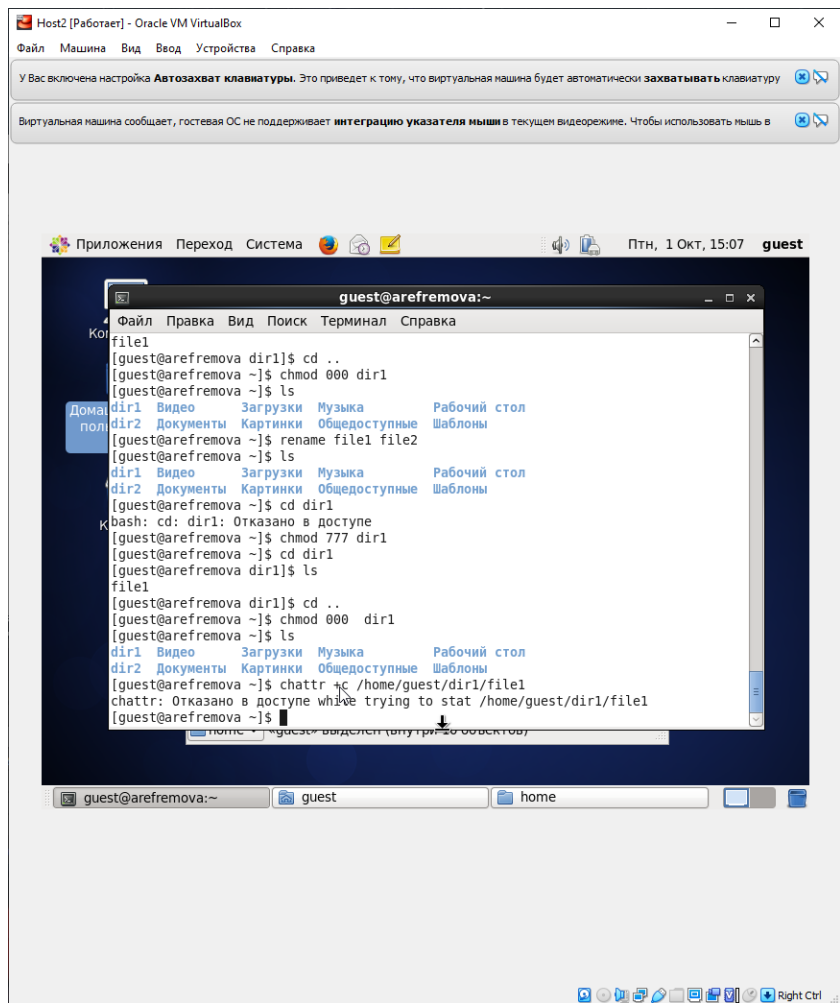 Host2 [Работает] - Oracle VM VirtualBox
Файл Машина Вид Ввод Устройства Справка
У Вас включена настройка Автозахват клавиатуры. Это приведет к тому, что виртуальная машина будет автоматически захватывать клавиатуру
Виртуальная машина сообщает, гостевая ОС не поддерживает интеграцию указателя мыши в текущем видеорежиме. Чтобы использовать мышь в
Приложения Переход Система Птн, 1 Окт, 15:07 guest
guest@arefremova:~
Файл Правка Вид Поиск Терминал Справка
file1
[guest@arefremova dir1]$ cd ..
[guest@arefremova ~]$ chmod 000 dir1
[guest@arefremova ~]$ ls
dir1 Видео Загрузки Музыка Рабочий стол
dir2 Документы Картинки Общедоступные Шаблоны
[guest@arefremova ~]$ rename file1 file2
[guest@arefremova ~]$ ls
dir1 Видео Загрузки Музыка Рабочий стол
dir2 Документы Картинки Общедоступные Шаблоны
[guest@arefremova ~]$ cd dir1
bash: cd: dir1: Отказано в доступе
[guest@arefremova ~]$ chmod 777 dir1
[guest@arefremova ~]$ cd dir1
[guest@arefremova dir1]$ ls
file1
[guest@arefremova dir1]$ cd ..
[guest@arefremova ~]$ chmod 000  dir1
[guest@arefremova ~]$ ls
dir1 Видео Загрузки Музыка Рабочий стол
dir2 Документы Картинки Общедоступные Шаблоны
[guest@arefremova ~]$ chattr +c /home/guest/dir1/file1
chattr: Отказано в доступе while trying to stat /home/guest/dir1/file1
[guest@arefremova ~]$
home «guest» выделен (внутри 16 объектов)
guest@arefremova:~ guest home
Right Ctrl